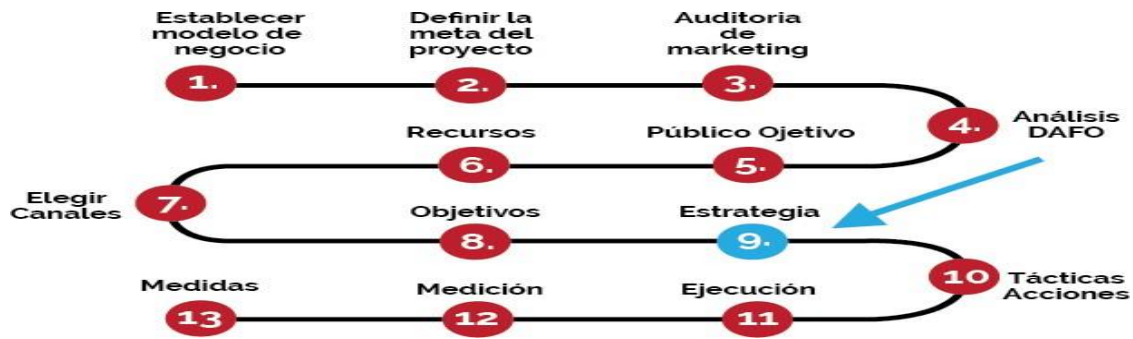 Establecer
modelo de
negocio
1.
Definir la
meta del
proyecto
2.
Auditoria
de
marketing
3.
Análisis
DAFO
4.
Público Ojetivo
5.
Recursos
6.
Elegir
Canales
7.
Objetivos
8.
Estrategia
9.
Tácticas
Acciones
10
Ejecución
11
Medición
12
Medidas
13